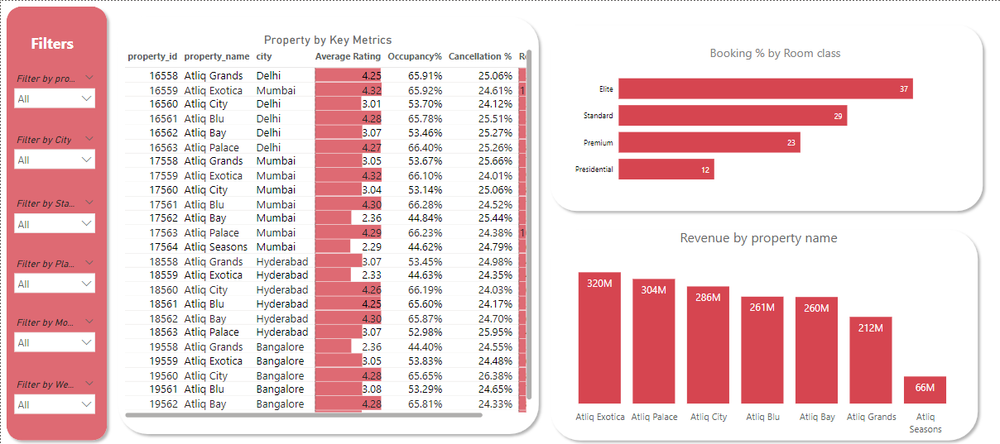 Filters
Filter by pro...
All
Filter by City
All
Filter by Sta...
All
Filter by Pla...
All
Filter by Mo...
All
Filter by We...
All
Property by Key Metrics
property_id property_name city Average Rating Occupancy% Cancellation %
16558 Atliq Grands Delhi 4.25 65.91% 25.06%
16559 Atliq Exotica Mumbai 4.32 65.92% 24.61%
16560 Atliq City Delhi 3.01 53.70% 24.12%
16561 Atliq Blu Delhi 4.28 65.78% 25.51%
16562 Atliq Bay Delhi 3.07 53.46% 25.27%
16563 Atliq Palace Delhi 4.27 66.40% 25.26%
17558 Atliq Grands Mumbai 3.05 53.67% 25.66%
17559 Atliq Exotica Mumbai 4.32 66.10% 24.01%
17560 Atliq City Mumbai 3.04 53.14% 25.06%
17561 Atliq Blu Mumbai 4.30 66.28% 24.52%
17562 Atliq Bay Mumbai 2.36 44.84% 25.44%
17563 Atliq Palace Mumbai 4.29 66.23% 24.38%
17564 Atliq Seasons Mumbai 2.29 44.62% 24.79%
18558 Atliq Grands Hyderabad 3.07 53.45% 24.98%
18559 Atliq Exotica Hyderabad 2.33 44.63% 24.35%
18560 Atliq City Hyderabad 4.26 66.19% 24.03%
18561 Atliq Blu Hyderabad 4.25 65.60% 24.17%
18562 Atliq Bay Hyderabad 4.30 65.87% 24.70%
18563 Atliq Palace Hyderabad 3.07 52.98% 25.95%
19558 Atliq Grands Bangalore 2.36 44.40% 24.55%
19559 Atliq Exotica Bangalore 3.05 53.83% 24.48%
19560 Atliq City Bangalore 4.28 65.65% 26.38%
19561 Atliq Blu Bangalore 3.08 53.29% 24.65%
19562 Atliq Bay Bangalore 4.28 65.81% 24.33%
Booking % by Room class
Elite 37
Standard 29
Premium 23
Presidential 12
Revenue by property name
320M 304M 286M 261M 260M 212M 66M
Atliq Exotica Atliq Palace Atliq City Atliq Blu Atliq Bay Atliq Grands Atliq
Seasons